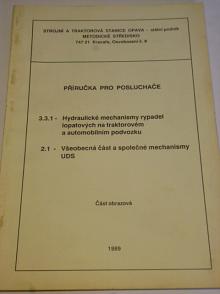 STROJNÍ A TRAKTOROVÁ STANICE OPAVA - státní podnik
METODICKÉ STŘEDISKO
747 21 Kravaře, Osvobození č. 9
PŘÍRUČKA PRO POSLUCHAČE
3.3.1 - Hydraulické mechanismy rypadel
lopatových na traktorovém
a automobilním podvozku
2.1 - Všeobecná část a společné mechanismy
UDS
Část obrazová
1989